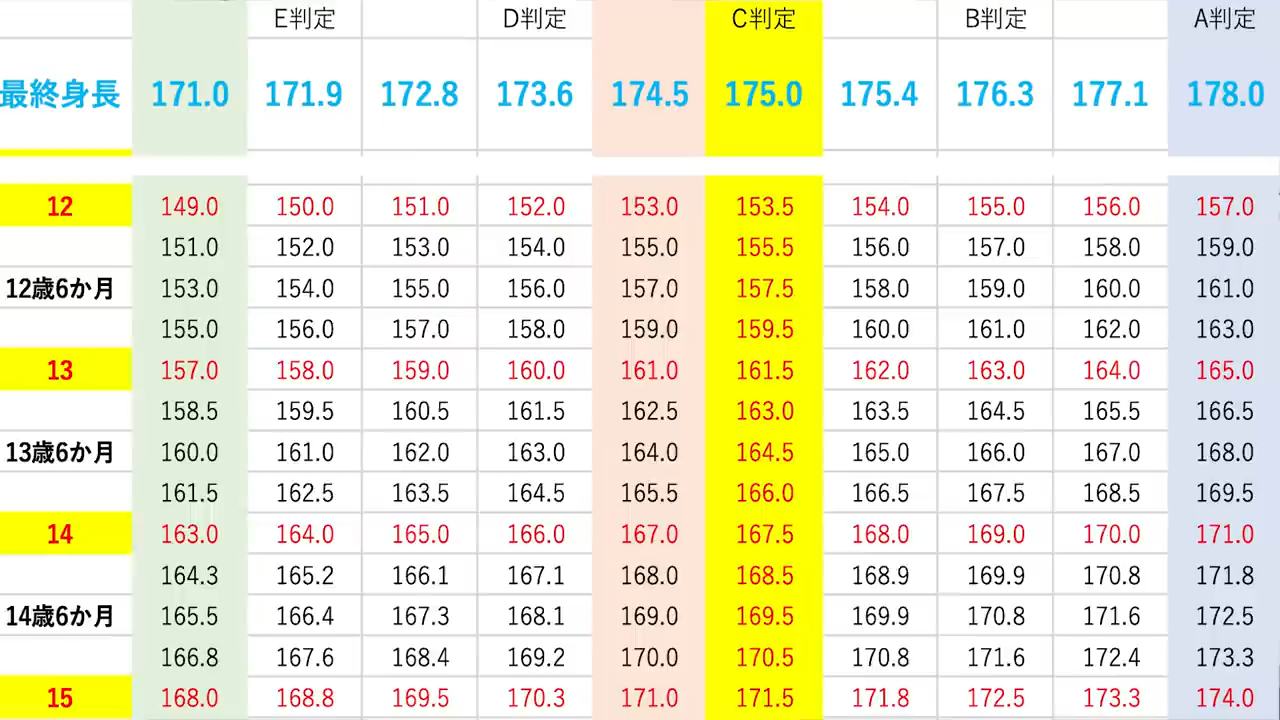 E判定 D判定 C判定 B判定 A判定
最終身長 171.0 171.9 172.8 173.6 174.5 175.0 175.4 176.3 177.1 178.0
12 149.0 150.0 151.0 152.0 153.0 153.5 154.0 155.0 156.0 157.0
151.0 152.0 153.0 154.0 155.0 155.5 156.0 157.0 158.0 159.0
12歳6か月 153.0 154.0 155.0 156.0 157.0 157.5 158.0 159.0 160.0 161.0
155.0 156.0 157.0 158.0 159.0 159.5 160.0 161.0 162.0 163.0
13 157.0 158.0 159.0 160.0 161.0 161.5 162.0 163.0 164.0 165.0
158.5 159.5 160.5 161.5 162.5 163.0 163.5 164.5 165.5 166.5
13歳6か月 160.0 161.0 162.0 163.0 164.0 164.5 165.0 166.0 167.0 168.0
161.5 162.5 163.5 164.5 165.5 166.0 166.5 167.5 168.5 169.5
14 163.0 164.0 165.0 166.0 167.0 167.5 168.0 169.0 170.0 171.0
164.3 165.2 166.1 167.1 168.0 168.5 168.9 169.9 170.8 171.8
14歳6か月 165.5 166.4 167.3 168.1 169.0 169.5 169.9 170.8 171.6 172.5
166.8 167.6 168.4 169.2 170.0 170.5 170.8 171.6 172.4 173.3
15 168.0 168.8 169.5 170.3 171.0 171.5 171.8 172.5 173.3 174.0